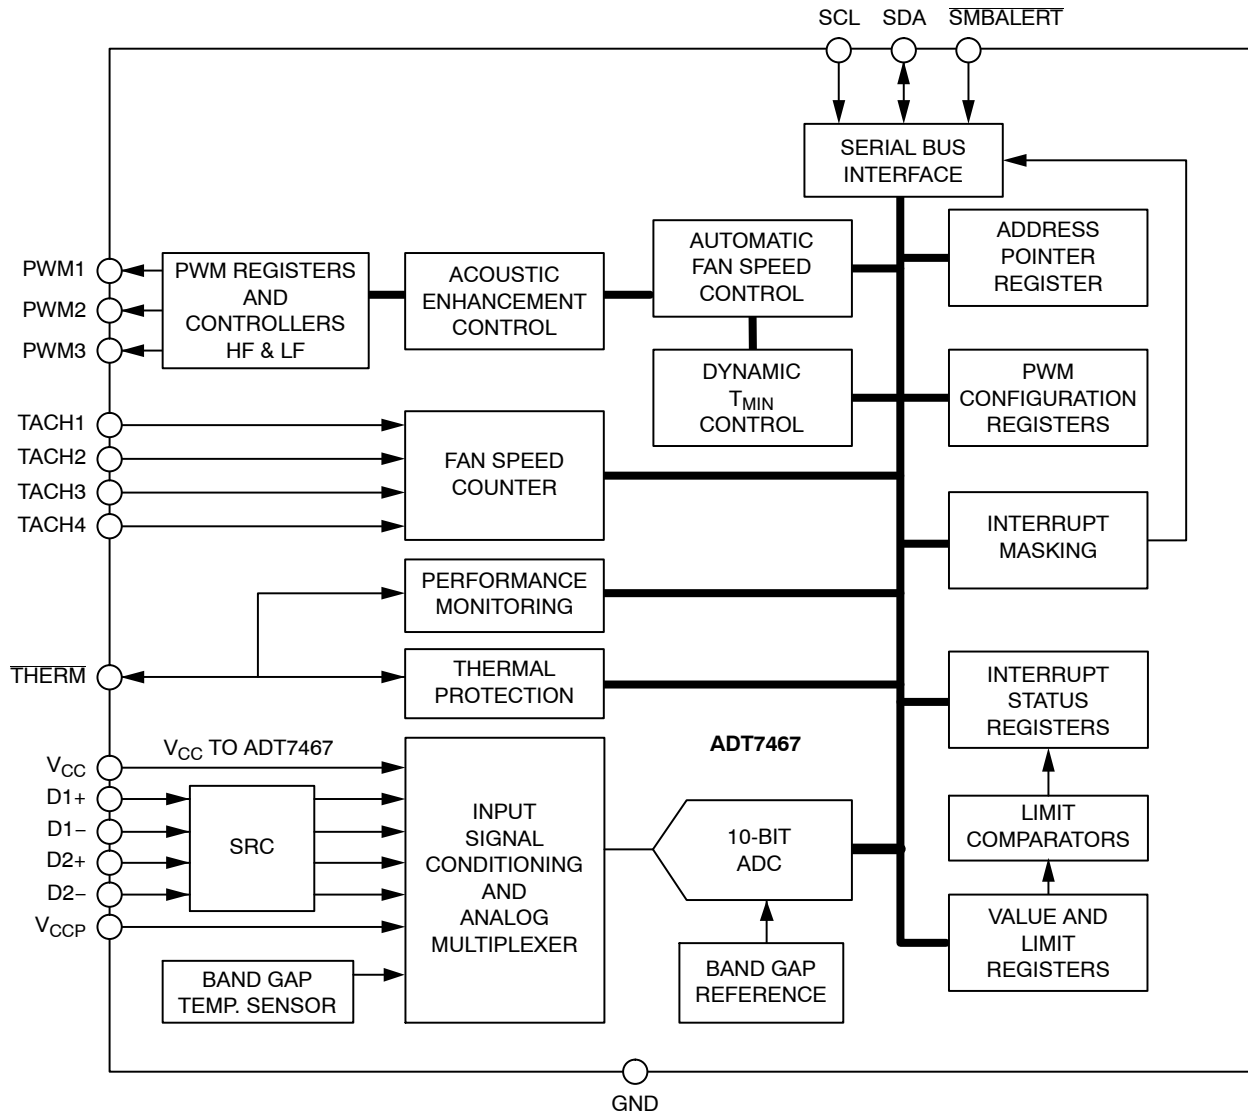 SCL SDA SMBALERT
SERIAL BUS
INTERFACE
ADDRESS
POINTER
REGISTER
AUTOMATIC
FAN SPEED
CONTROL
ACOUSTIC
ENHANCEMENT
CONTROL
PWM REGISTERS
AND
CONTROLLERS
HF & LF
PWM1
PWM2
PWM3
DYNAMIC
TMIN
CONTROL
PWM
CONFIGURATION
REGISTERS
TACH1
TACH2
TACH3
TACH4
FAN SPEED
COUNTER
INTERRUPT
MASKING
PERFORMANCE
MONITORING
THERM
THERMAL
PROTECTION
INTERRUPT
STATUS
REGISTERS
ADT7467
VCC
VCC TO ADT7467
D1+
D1−
D2+
D2−
VCCP
SRC
INPUT
SIGNAL
CONDITIONING
AND
ANALOG
MULTIPLEXER
10-BIT
ADC
LIMIT
COMPARATORS
VALUE AND
LIMIT
REGISTERS
BAND GAP
TEMP. SENSOR
BAND GAP
REFERENCE
GND